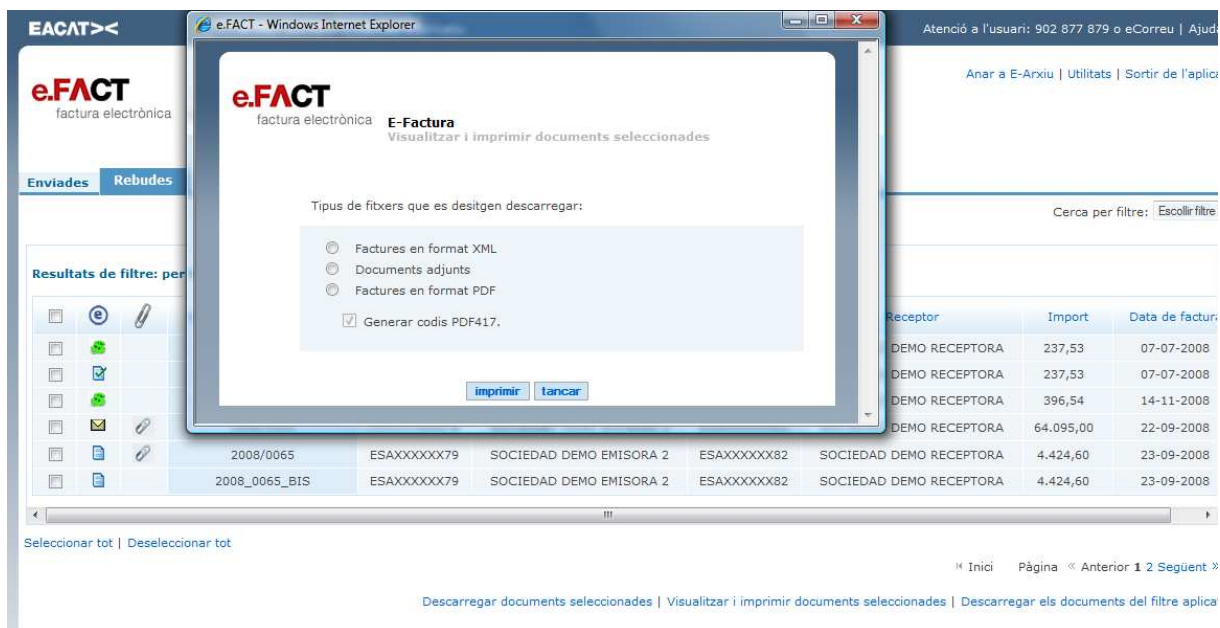 EACAT><
e.FACT - Windows Internet Explorer
Atenció a l'usuari: 902 877 879 o eCorreu | Ajuda
Anar a E-Arxiu | Utilitats | Sortir de l'aplica
e.FACT
factura electrònica
e.FACT
factura electrònica
E-Factura
Visualitzar i imprimir documents seleccionades
Enviades Rebudes
Tipus de fitxers que es desitgen descarregar:
Cerca per filtre: Escollir filtre
Factures en format XML
Documents adjunts
Factures en format PDF
Generar codis PDF417.
imprimir tancar
Resultats de filtre: per
Receptor Import Data de factura
DEMO RECEPTORA 237,53 07-07-2008
DEMO RECEPTORA 237,53 07-07-2008
DEMO RECEPTORA 396,54 14-11-2008
DEMO RECEPTORA 64.095,00 22-09-2008
2008/0065 ESAXXXXXX79 SOCIEDAD DEMO EMISORA 2 ESAXXXXXX82 SOCIEDAD DEMO RECEPTORA 4.424,60 23-09-2008
2008_0065_BIS ESAXXXXXX79 SOCIEDAD DEMO EMISORA 2 ESAXXXXXX82 SOCIEDAD DEMO RECEPTORA 4.424,60 23-09-2008
Seleccionar tot | Deseleccionar tot
Inici Pàgina « Anterior 1 2 Següent »
Descarregar documents seleccionades | Visualitzar i imprimir documents seleccionades | Descarregar els documents del filtre aplicat